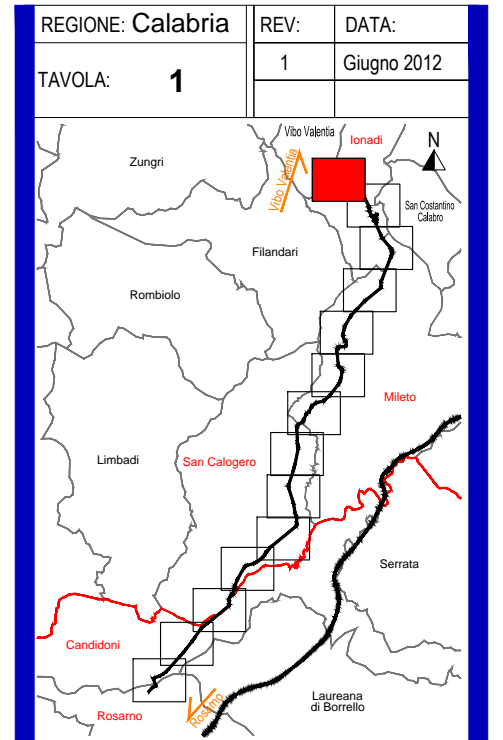 REGIONE: Calabria
REV:
DATA:
TAVOLA: 1
1
Giugno 2012
Vibo Valentia
Ionadi
N
Zungri
Vibo Valentia
San Costantino
Calabro
Filandari
Rombiolo
Mileto
Limbadi
San Calogero
Serrata
Candidoni
Laureana
di Borrello
Rosarno
Rosarno